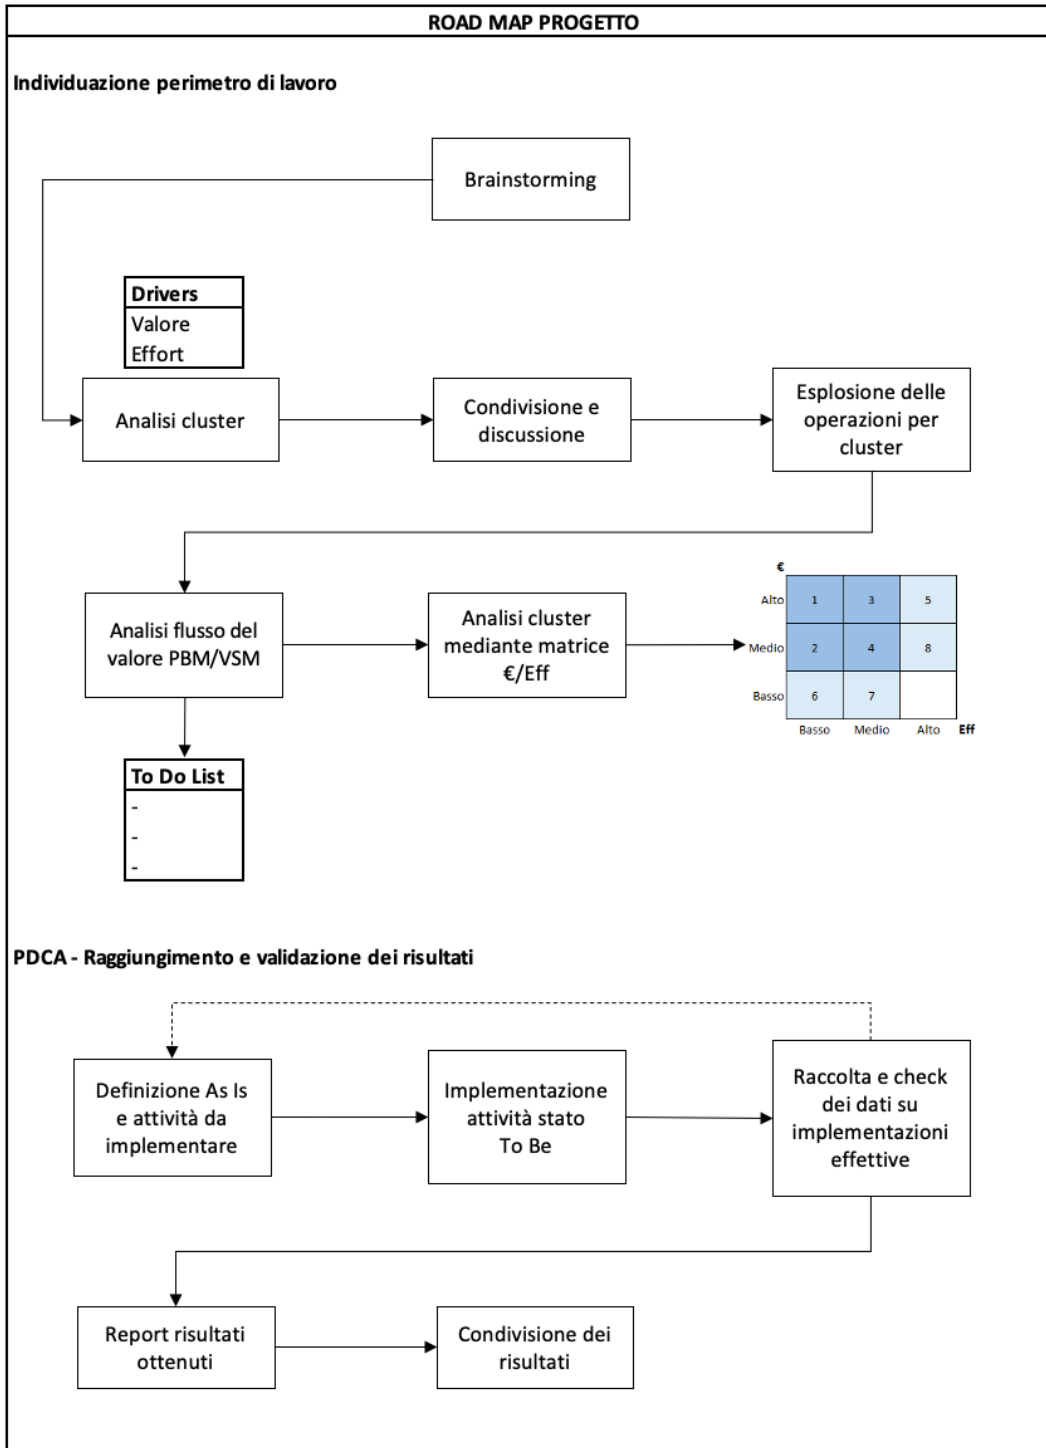 ROAD MAP PROGETTO
Individuazione perimetro di lavoro
Brainstorming
Drivers
Valore
Effort
Analisi cluster
Condivisione e
discussione
Esplosione delle
operazioni per
cluster
Analisi flusso del
valore PBM/VSM
Analisi cluster
mediante matrice
€/Eff
€
Alto 1 3 5
Medio 2 4 8
Basso 6 7
Basso Medio Alto Eff
To Do List
-
-
-
PDCA - Raggiungimento e validazione dei risultati
Definizione As Is
e attività da
implementare
Implementazione
attività stato
To Be
Raccolta e check
dei dati su
implementazioni
effettive
Report risultati
ottenuti
Condivisione dei
risultati